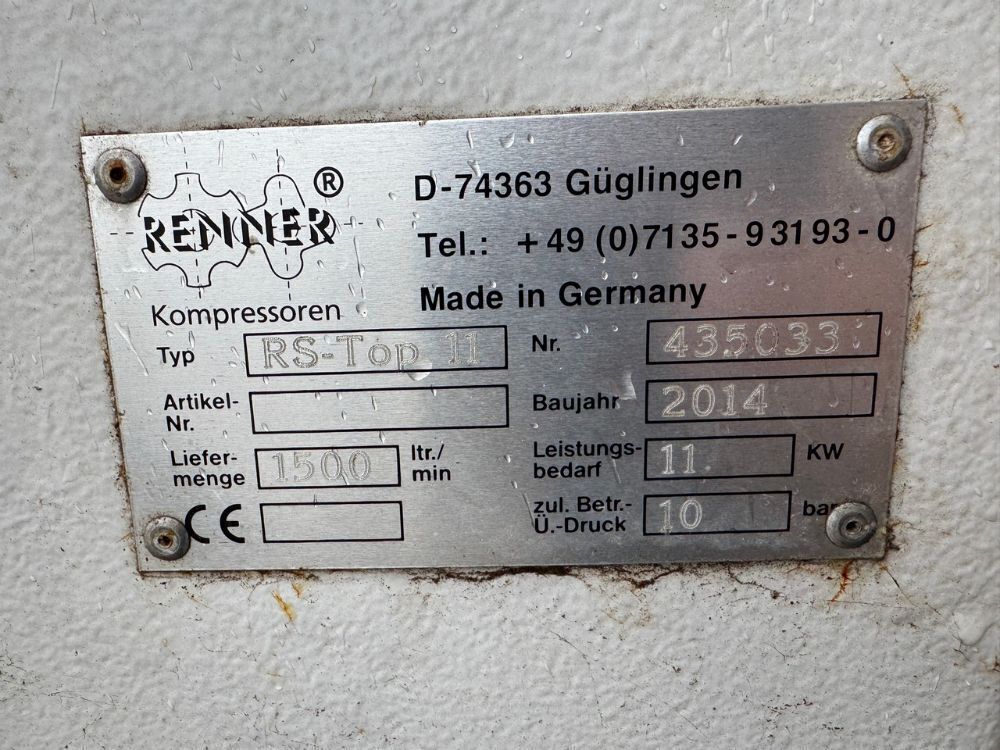 RENNER ®
Kompressoren
D-74363 Güglingen
Tel.: +49 (0)7135-93193-0
Made in Germany
Typ RS-Top 11
Nr. 435033
Artikel-
Nr.
Baujahr 2014
Liefer-
menge 1500 ltr./
min
Leistungs-
bedarf 11 KW
CE
zul. Betr.-
Ü.-Druck 10 bar